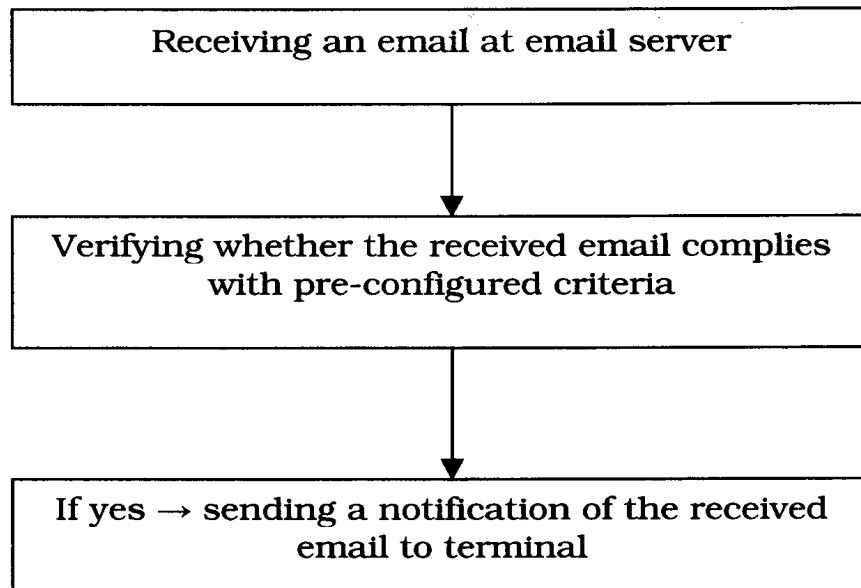 Receiving an email at email server
Verifying whether the received email complies
with pre-configured criteria
If yes → sending a notification of the received
email to terminal